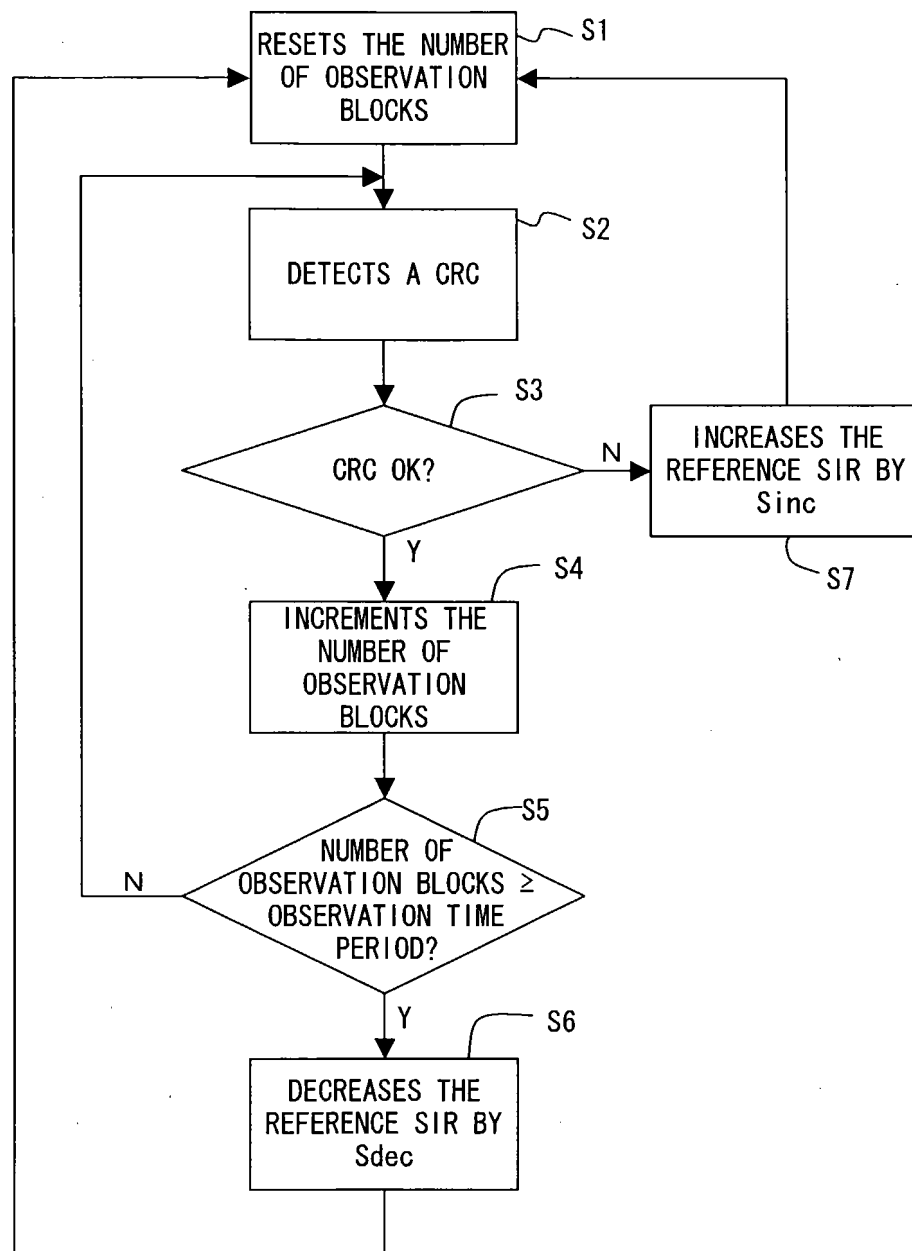 S1
RESETS THE NUMBER
OF OBSERVATION
BLOCKS
S2
DETECTS A CRC
S3
CRC OK?
N
INCREASES THE
REFERENCE SIR BY
Sinc
S7
Y
S4
INCREMENTS THE
NUMBER OF
OBSERVATION
BLOCKS
S5
NUMBER OF
OBSERVATION BLOCKS ≥
OBSERVATION TIME
PERIOD?
N
Y
S6
DECREASES THE
REFERENCE SIR BY
Sdec